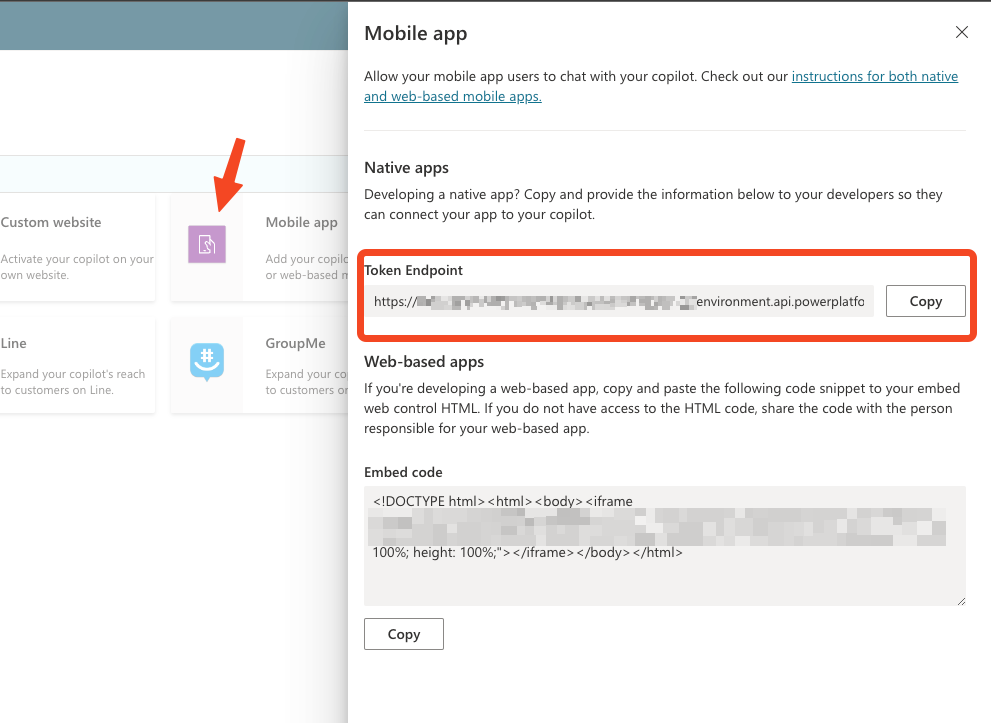 Mobile app
Allow your mobile app users to chat with your copilot. Check out our instructions for both native
and web-based mobile apps.
Native apps
Developing a native app? Copy and provide the information below to your developers so they
can connect your app to your copilot.
Token Endpoint
https://
environment.api.powerplatfo
Copy
Web-based apps
If you're developing a web-based app, copy and paste the following code snippet to your embed
web control HTML. If you do not have access to the HTML code, share the code with the person
responsible for your web-based app.
Embed code
<!DOCTYPE html><html><body><iframe
100%; height: 100%;"></iframe></body></html>
Copy
Custom website
Activate your copilot on your
own website.
Mobile app
Add your copilo
or web-based m
Line
Expand your copilot's reach
to customers on Line.
GroupMe
Expand your co
to customers on